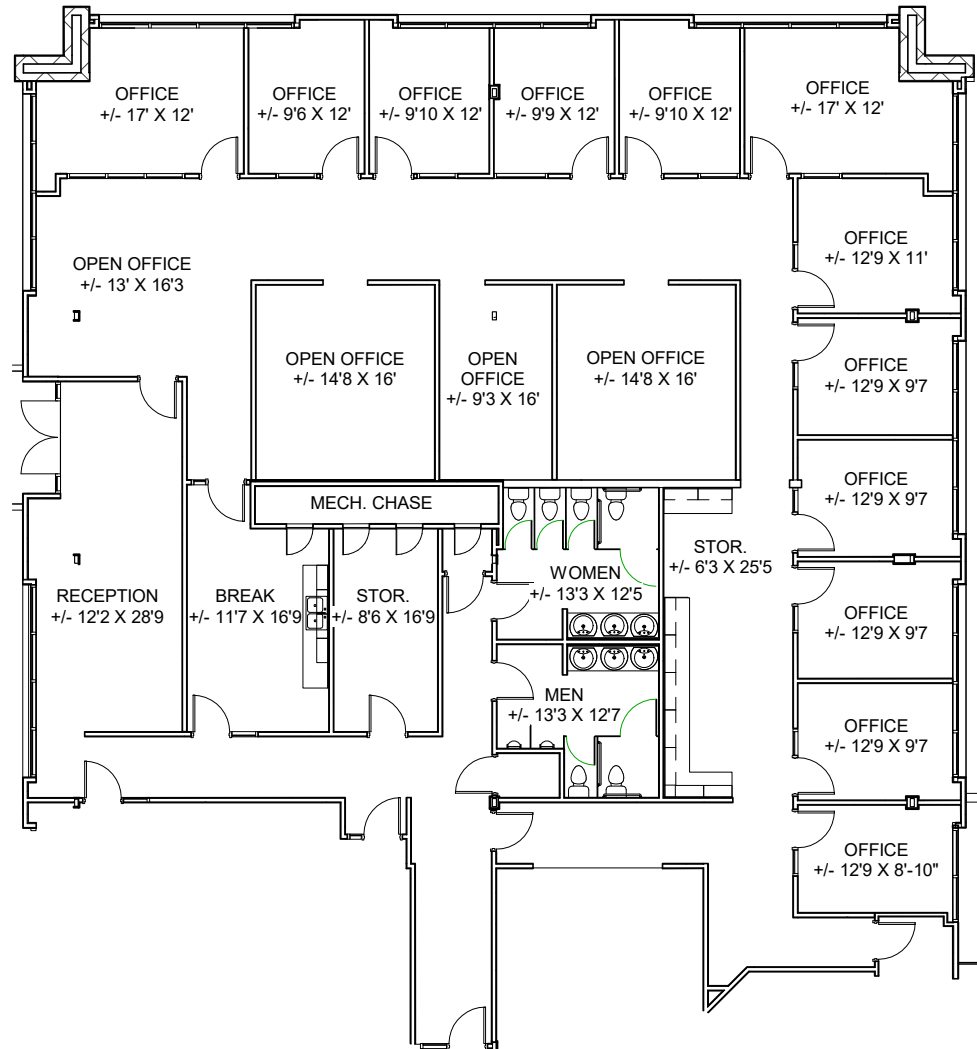 OFFICE
+/- 17' X 12'
OFFICE
+/- 9'6 X 12'
OFFICE
+/- 9'10 X 12'
OFFICE
+/- 9'9 X 12'
OFFICE
+/- 9'10 X 12'
OFFICE
+/- 17' X 12'
OPEN OFFICE
+/- 13' X 16'3
OFFICE
+/- 12'9 X 11'
OPEN OFFICE
+/- 14'8 X 16'
OPEN
OFFICE
+/- 9'3 X 16'
OPEN OFFICE
+/- 14'8 X 16'
OFFICE
+/- 12'9 X 9'7
MECH. CHASE
OFFICE
+/- 12'9 X 9'7
STOR.
+/- 6'3 X 25'5
RECEPTION
+/- 12'2 X 28'9
BREAK
+/- 11'7 X 16'9
STOR.
+/- 8'6 X 16'9
WOMEN
+/- 13'3 X 12'5
OFFICE
+/- 12'9 X 9'7
MEN
+/- 13'3 X 12'7
OFFICE
+/- 12'9 X 9'7
OFFICE
+/- 12'9 X 8'-10"